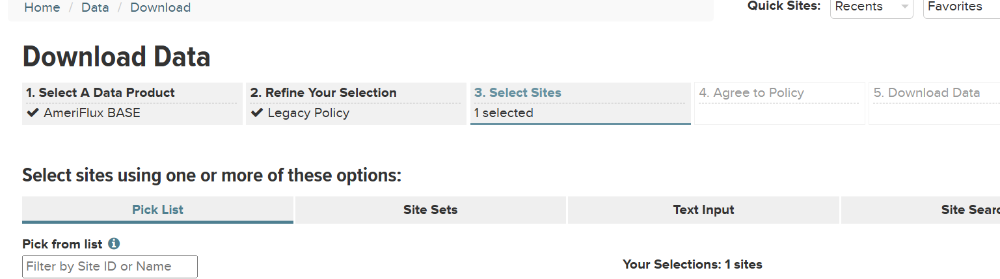 Home / Data / Download
Quick Sites: Recents Favorites
Download Data
1. Select A Data Product 2. Refine Your Selection 3. Select Sites 4. Agree to Policy 5. Download Data
AmeriFlux BASE Legacy Policy 1 selected
Select sites using one or more of these options:
Pick List Site Sets Text Input Site Searc
Pick from list
Filter by Site ID or Name
Your Selections: 1 sites